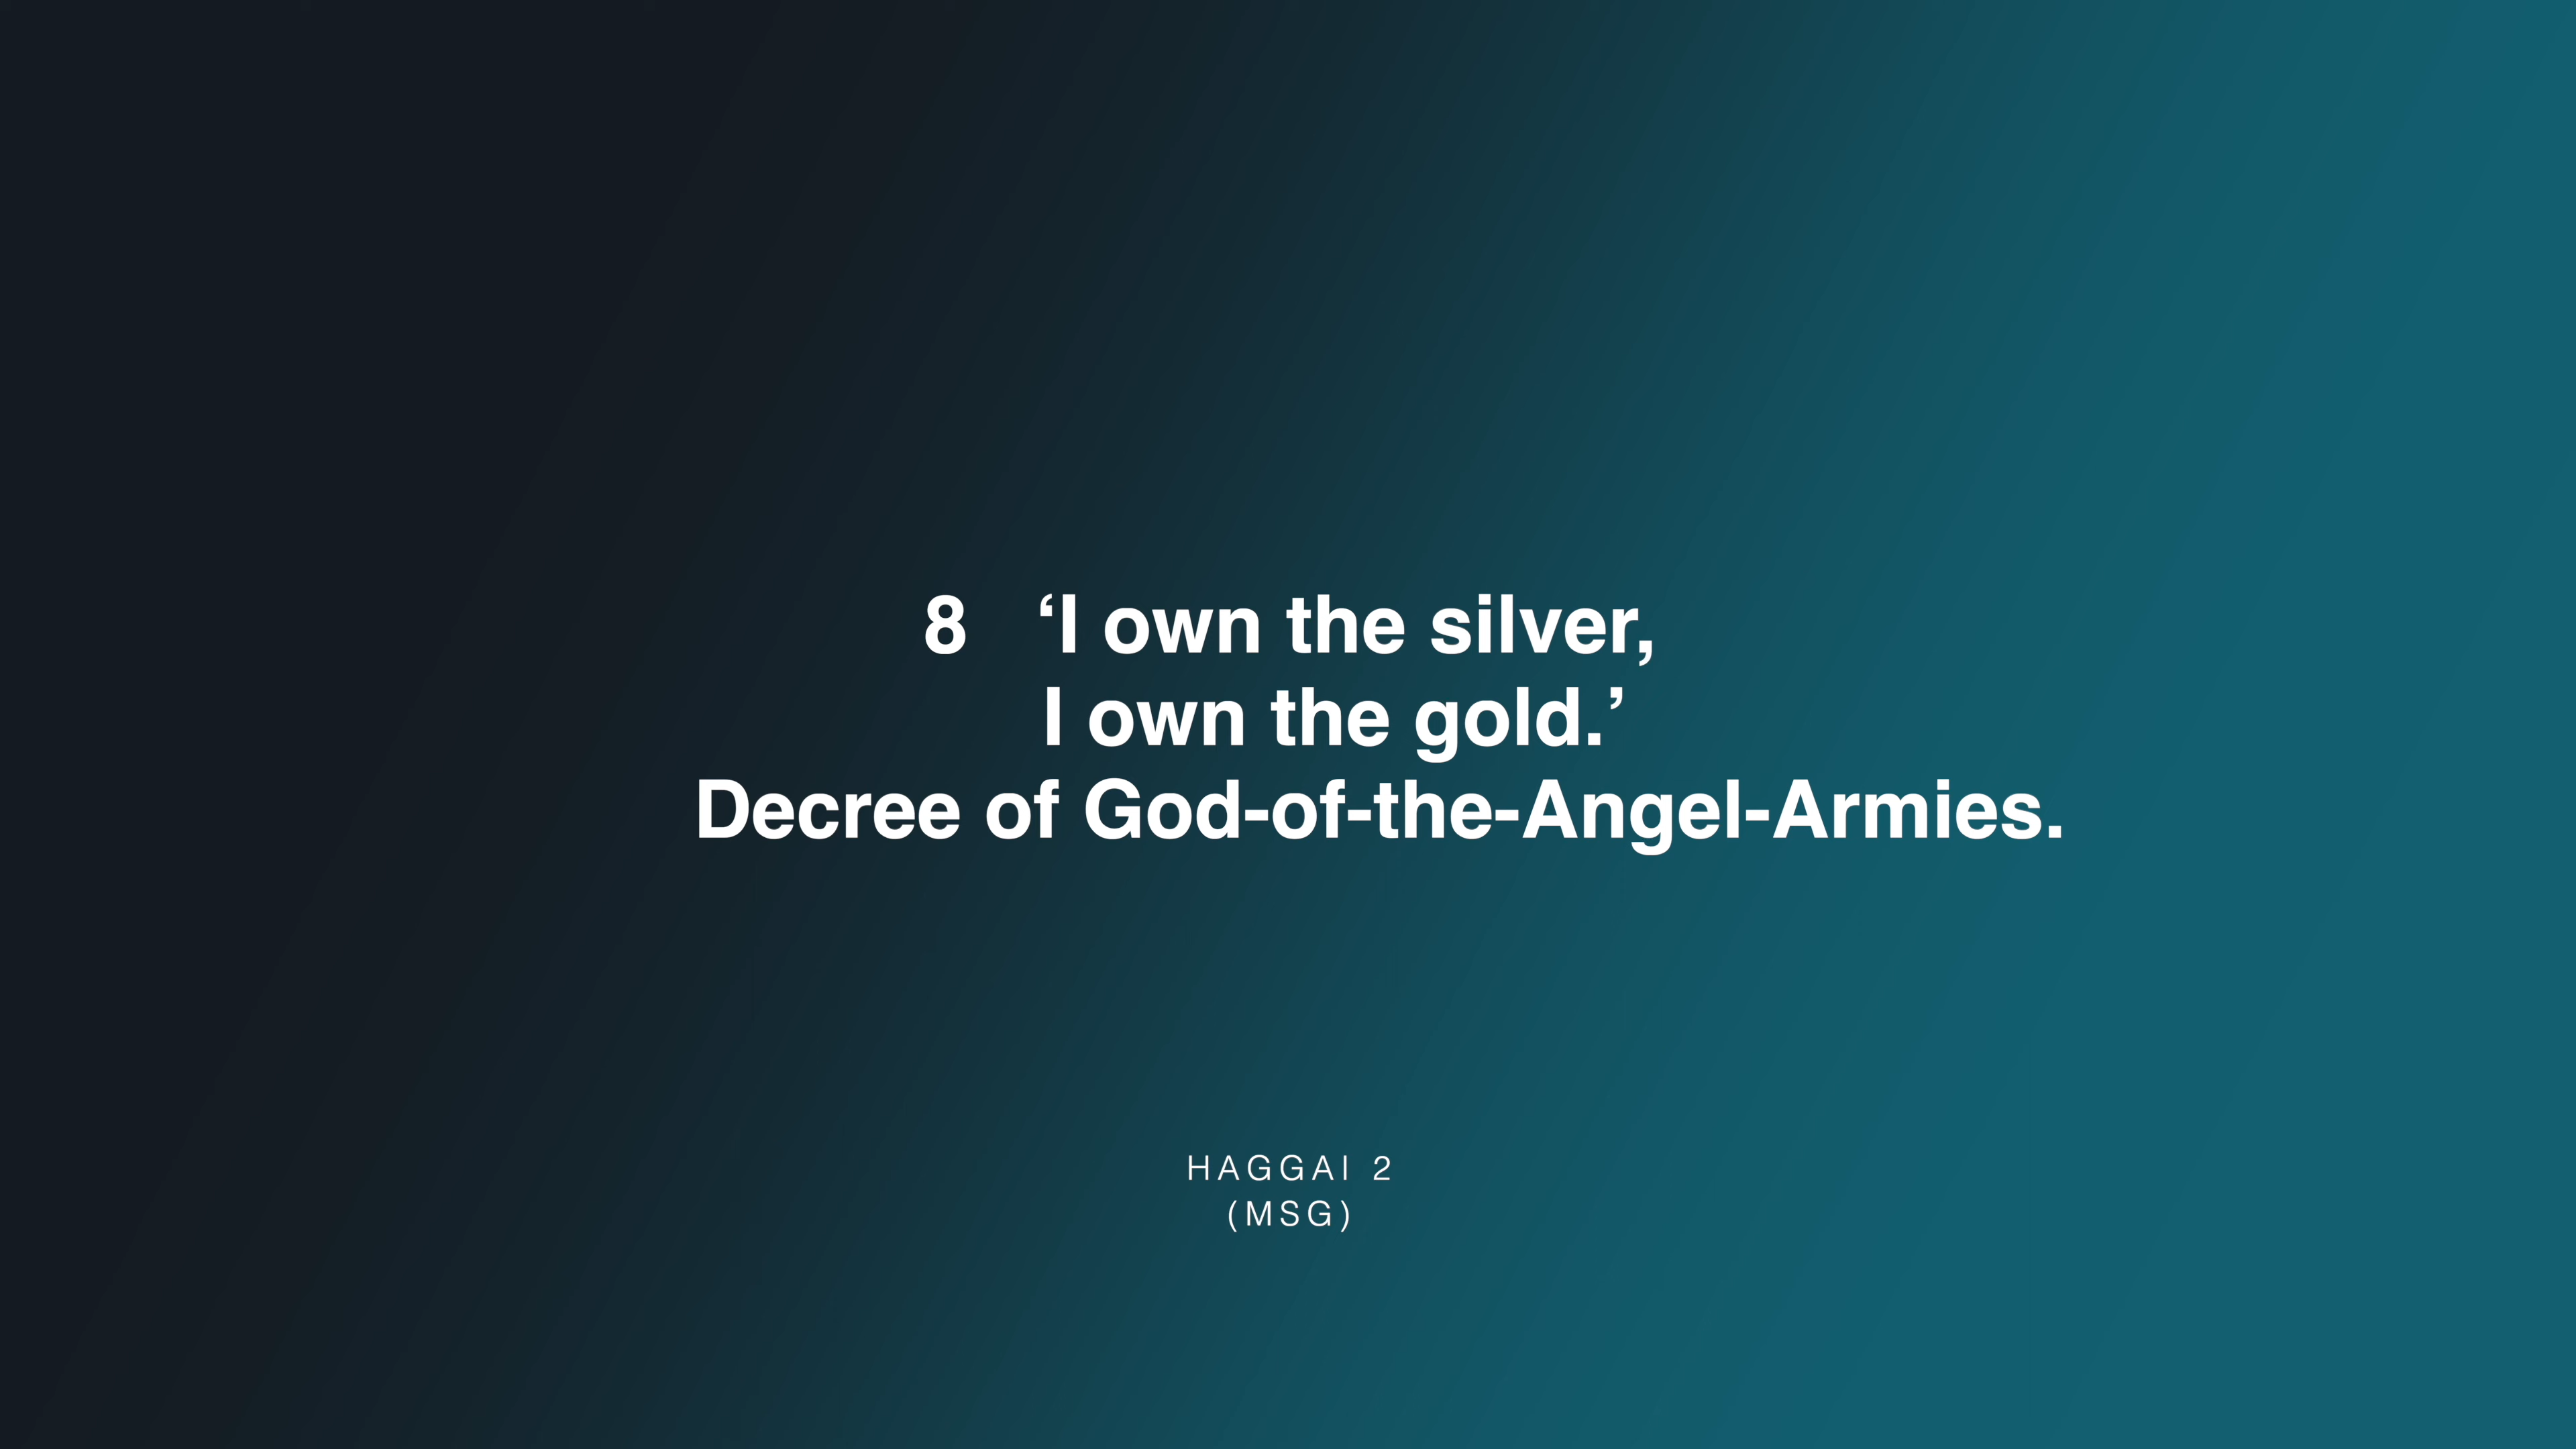 8 ‘I own the silver,
I own the gold.’
Decree of God-of-the-Angel-Armies.
HAGGAI 2
(MSG)